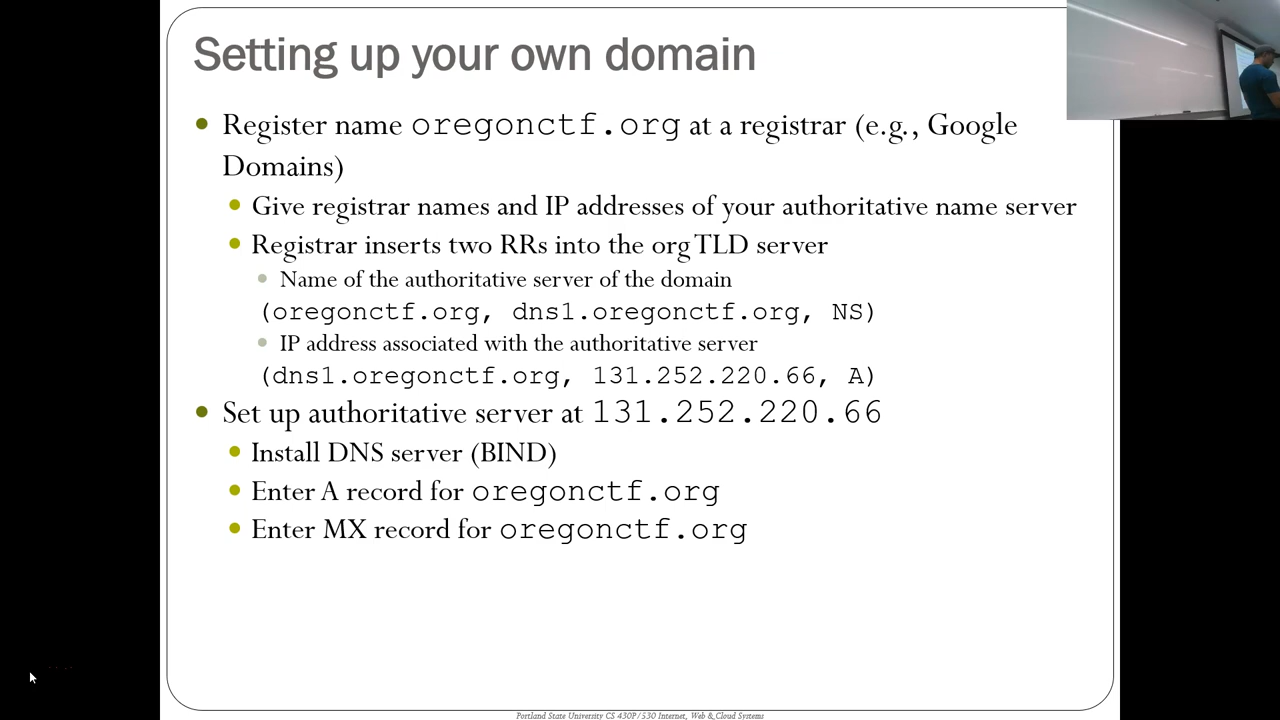 Setting up your own domain
• Register name oregonctf.org at a registrar (e.g., Google
Domains)
• Give registrar names and IP addresses of your authoritative name server
• Registrar inserts two RRs into the org TLD server
• Name of the authoritative server of the domain
(oregonctf.org, dns1.oregonctf.org, NS)
• IP address associated with the authoritative server
(dns1.oregonctf.org, 131.252.220.66, A)
• Set up authoritative server at 131.252.220.66
• Install DNS server (BIND)
• Enter A record for oregonctf.org
• Enter MX record for oregonctf.org
Portland State University CS 430P/530 Internet, Web & Cloud Systems